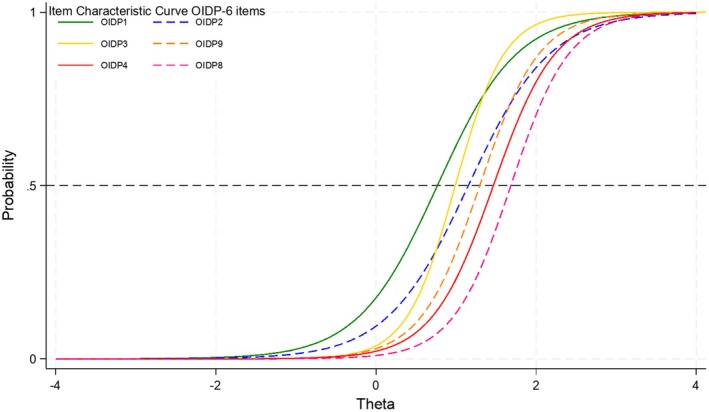 Item Characteristic Curve OIDP-6 items
OIDP1 OIDP2
OIDP3 OIDP9
OIDP4 OIDP8
1
.5
0
Probability
-4 -2 0 2 4
Theta